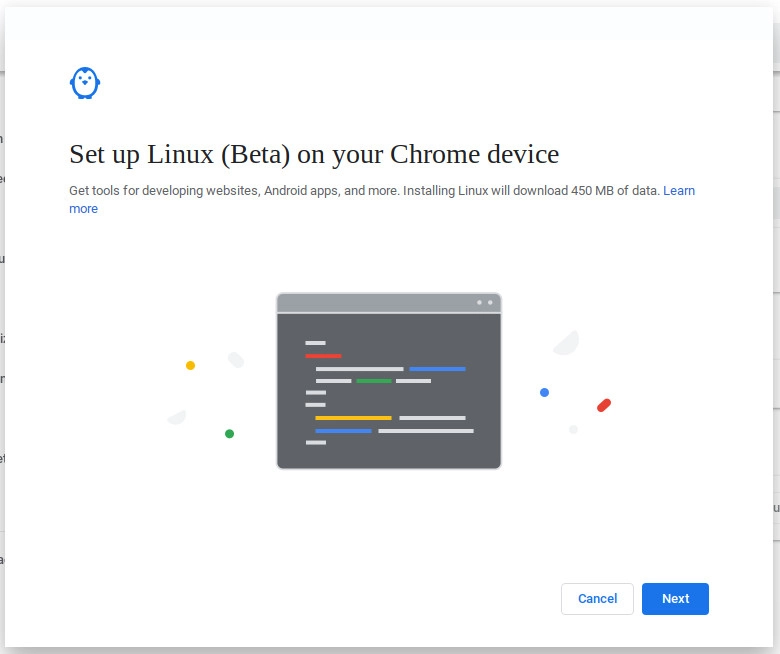 Set up Linux (Beta) on your Chrome device
Get tools for developing websites, Android apps, and more. Installing Linux will download 450 MB of data. Learn
more
Cancel
Next